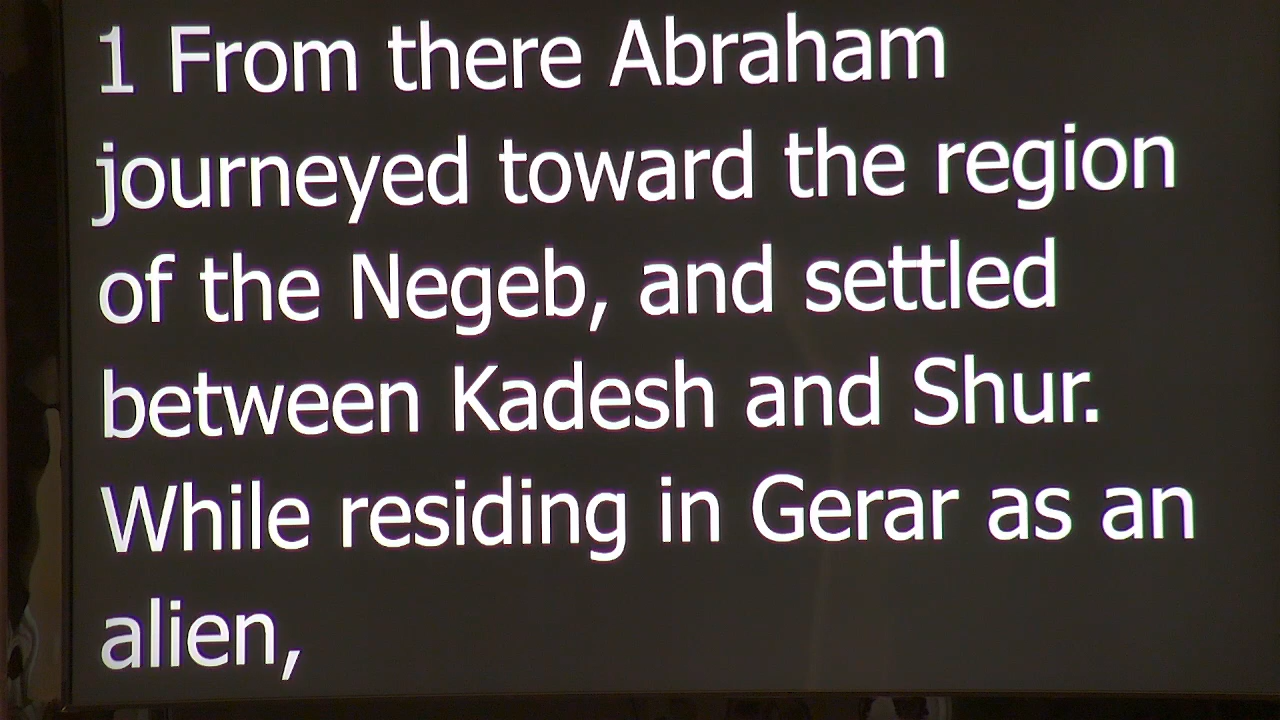 1 From there Abraham
journeyed toward the region
of the Negeb, and settled
between Kadesh and Shur.
While residing in Gerar as an
alien,